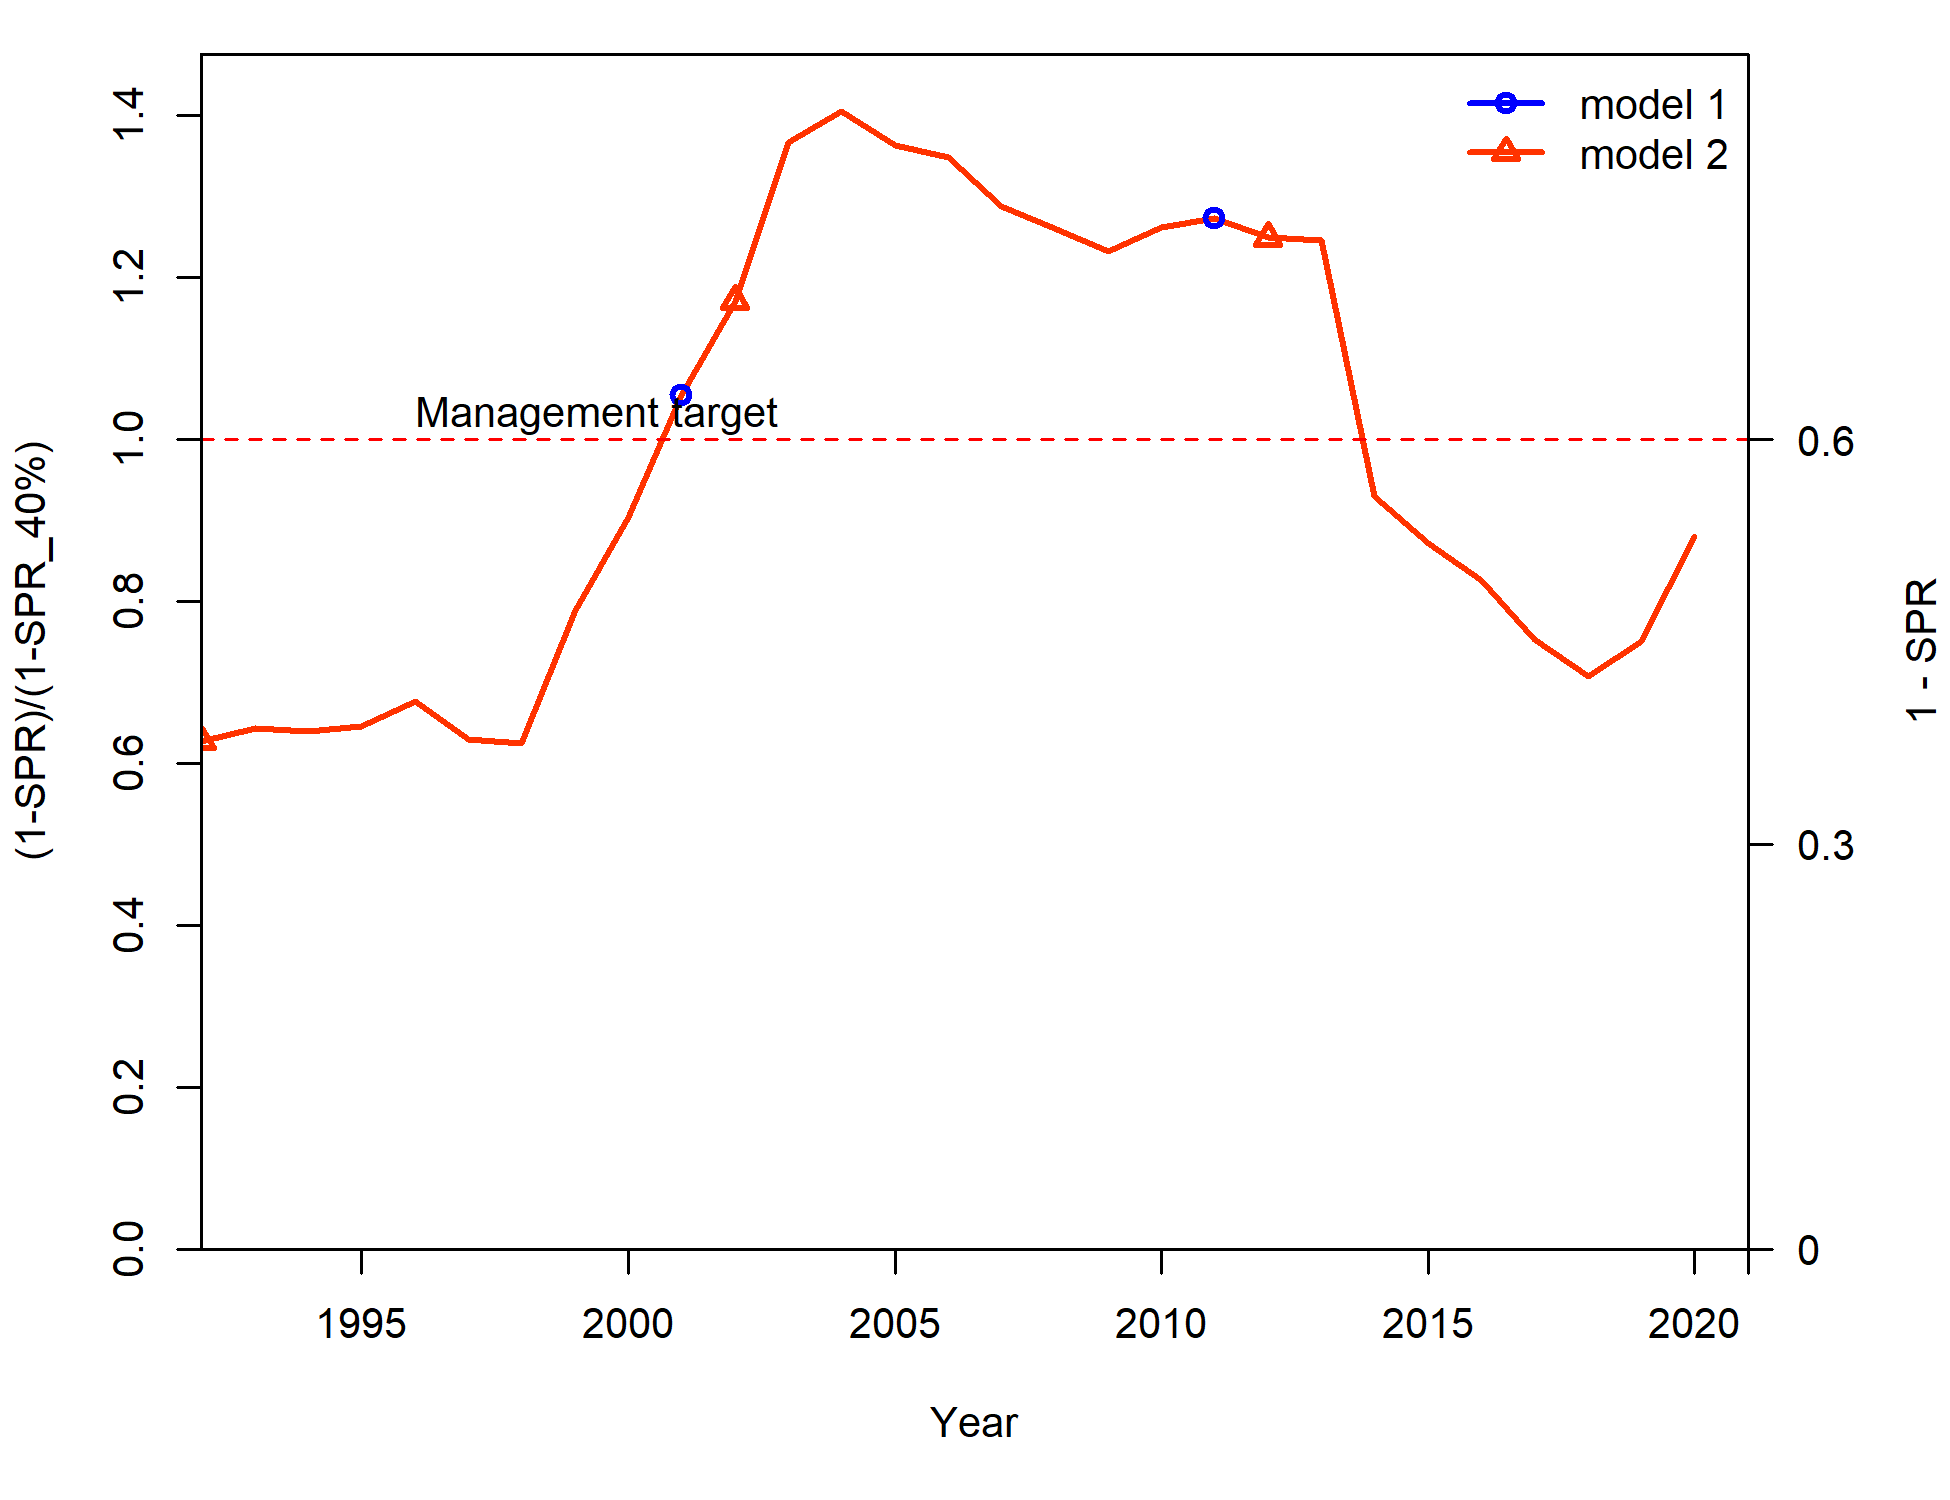 model 1
model 2
Management target
(1-SPR)/(1-SPR_40%)
1.4
1.2
1.0
0.8
0.6
0.4
0.2
0.0
0.6
0.3
0
1 - SPR
1995 2000 2005 2010 2015 2020
Year